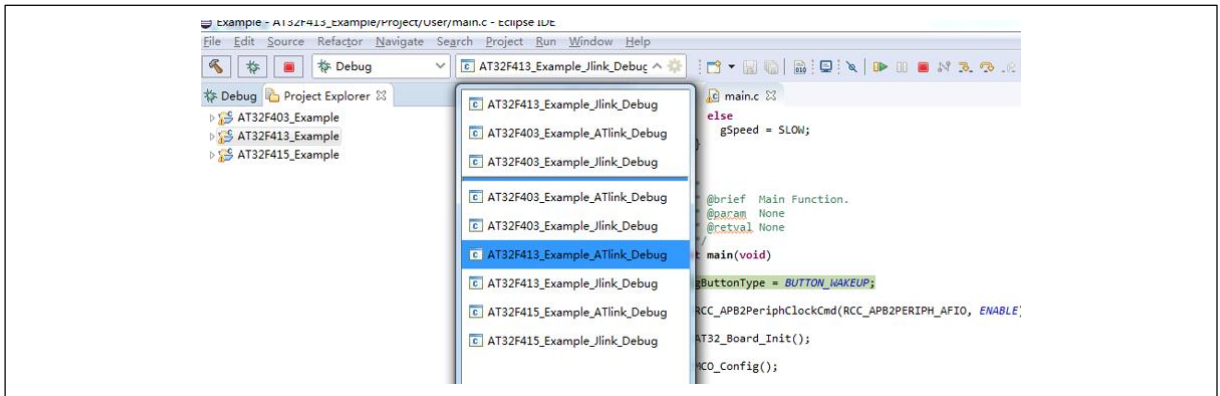 Example - AT32F413_Example/Project/User/main.c - Eclipse IDE
File Edit Source Refactor Navigate Search Project Run Window Help
Debug
AT32F413_Example_Jlink_Debug
Debug Project Explorer
AT32F403_Example
AT32F413_Example
AT32F415_Example
AT32F413_Example_Jlink_Debug
AT32F403_Example_ATlink_Debug
AT32F403_Example_Jlink_Debug
AT32F403_Example_ATlink_Debug
AT32F403_Example_Jlink_Debug
AT32F413_Example_ATlink_Debug
AT32F413_Example_Jlink_Debug
AT32F415_Example_ATlink_Debug
AT32F415_Example_Jlink_Debug
main.c
else
gSpeed = SLOW;
}
* @brief Main Function.
* @param None
* @retval None
*/
main(void)
gButtonType = BUTTON_WAKEUP;
RCC_APB2PeriphClockCmd(RCC_APB2PERIPH_AFIO, ENABLE)
AT32_Board_Init();
MCO_Config();